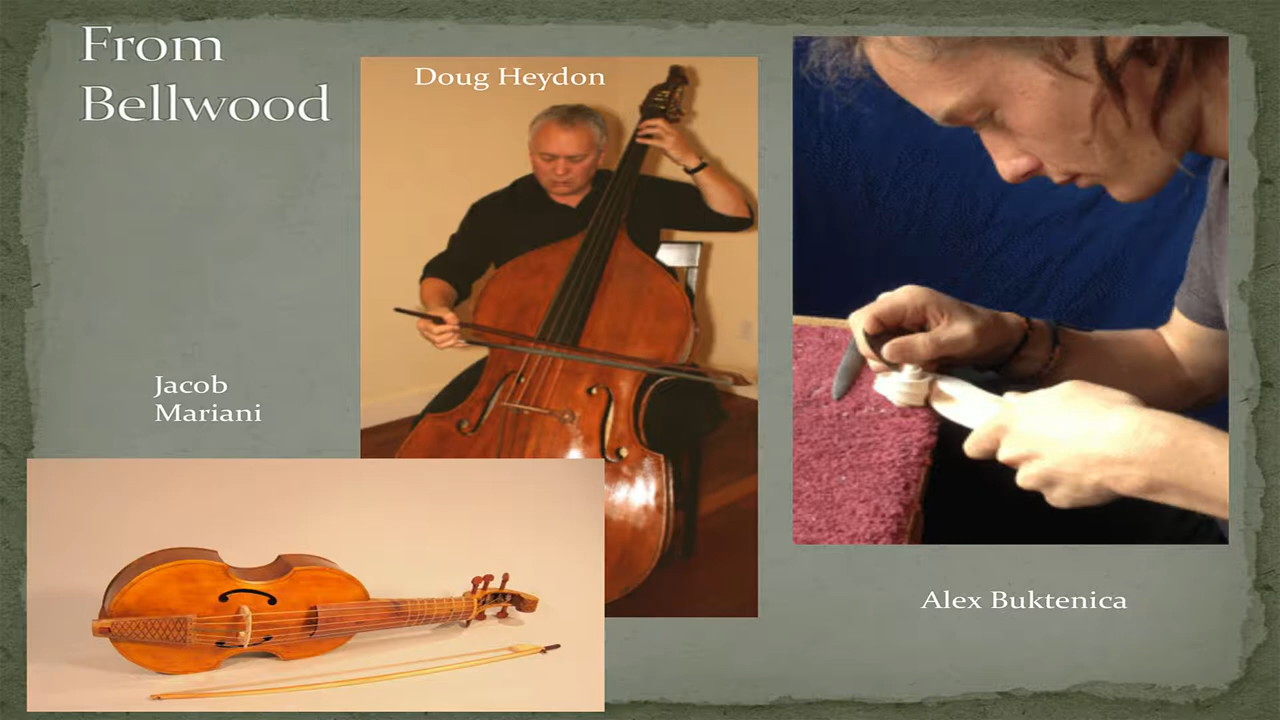 From
Bellwood
Doug Heydon
Jacob
Mariani
Alex Buktenica